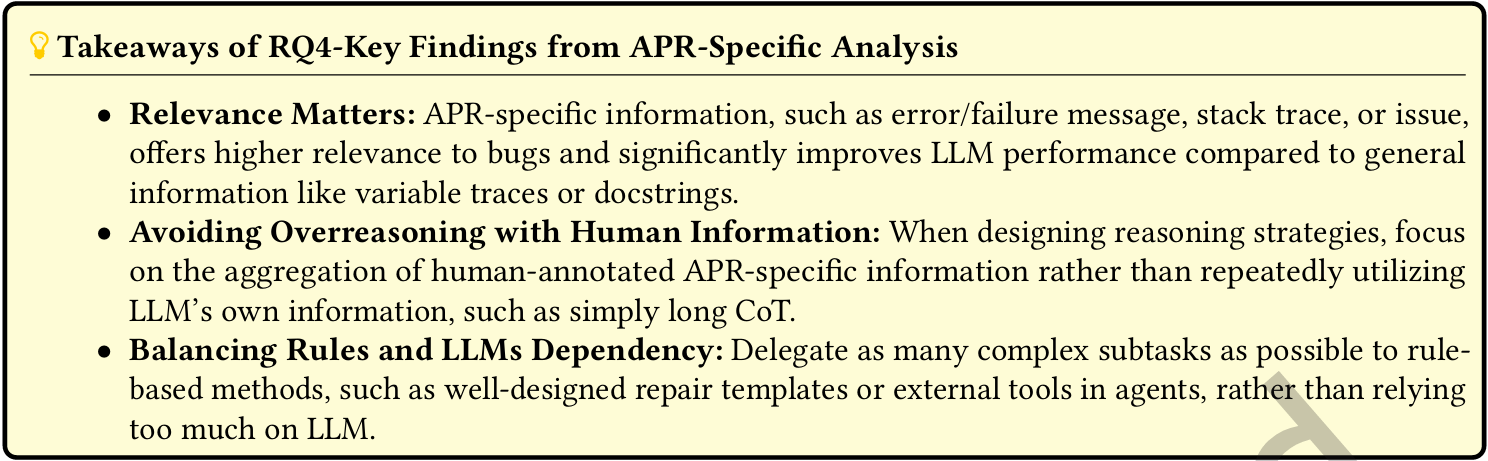 Takeaways of RQ4-Key Findings from APR-Specific Analysis
• Relevance Matters: APR-specific information, such as error/failure message, stack trace, or issue,
offers higher relevance to bugs and significantly improves LLM performance compared to general
information like variable traces or docstrings.
• Avoiding Overreasoning with Human Information: When designing reasoning strategies, focus
on the aggregation of human-annotated APR-specific information rather than repeatedly utilizing
LLM’s own information, such as simply long CoT.
• Balancing Rules and LLMs Dependency: Delegate as many complex subtasks as possible to rule-
based methods, such as well-designed repair templates or external tools in agents, rather than relying
too much on LLM.